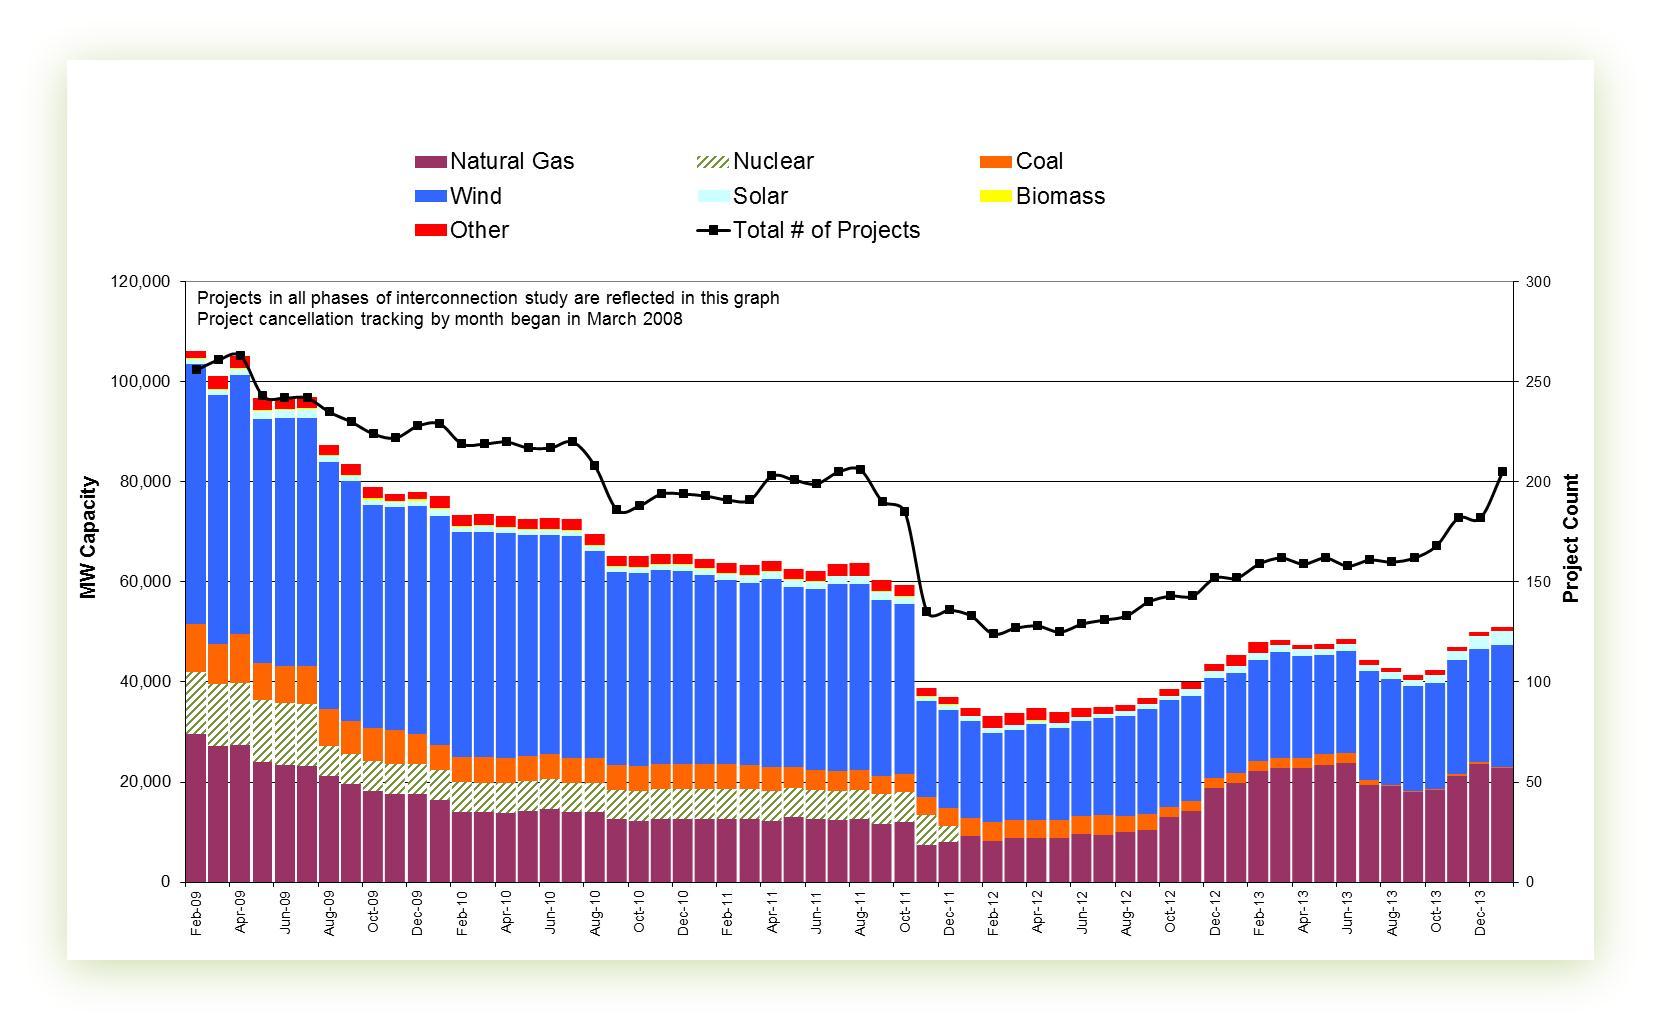 Natural Gas
Nuclear
Coal
Wind
Solar
Biomass
Other
Total # of Projects
Projects in all phases of interconnection study are reflected in this graph
Project cancellation tracking by month began in March 2008
MW Capacity
120,000
100,000
80,000
60,000
40,000
20,000
0
300
250
200
150
100
50
0
Project Count
Feb-09
Apr-09
Jun-09
Aug-09
Oct-09
Dec-09
Feb-10
Apr-10
Jun-10
Aug-10
Oct-10
Dec-10
Feb-11
Apr-11
Jun-11
Aug-11
Oct-11
Dec-11
Feb-12
Apr-12
Jun-12
Aug-12
Oct-12
Dec-12
Feb-13
Apr-13
Jun-13
Aug-13
Oct-13
Dec-13